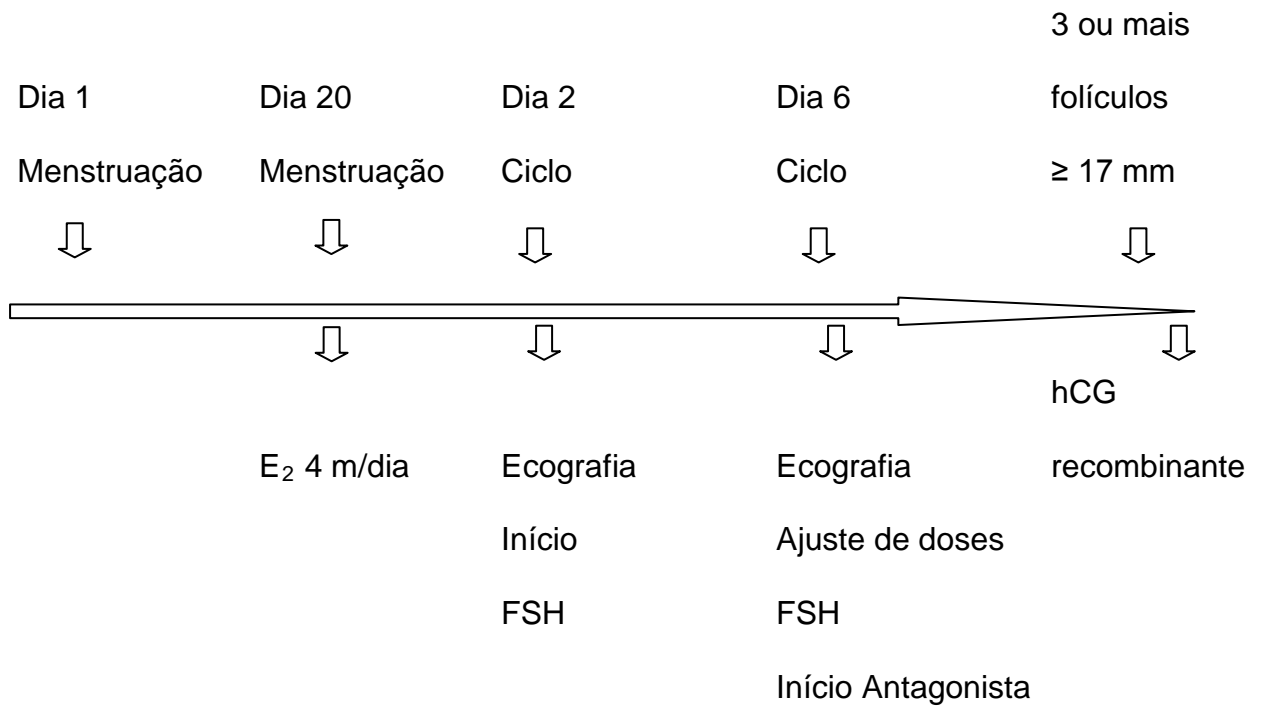 3 ou mais
Dia 1 Dia 20 Dia 2 Dia 6 folículos
Menstruação Menstruação Ciclo Ciclo ≥ 17 mm
hCG
E₂ 4 m/dia Ecografia Ecografia recombinante
Início Ajuste de doses
FSH FSH
Início Antagonista